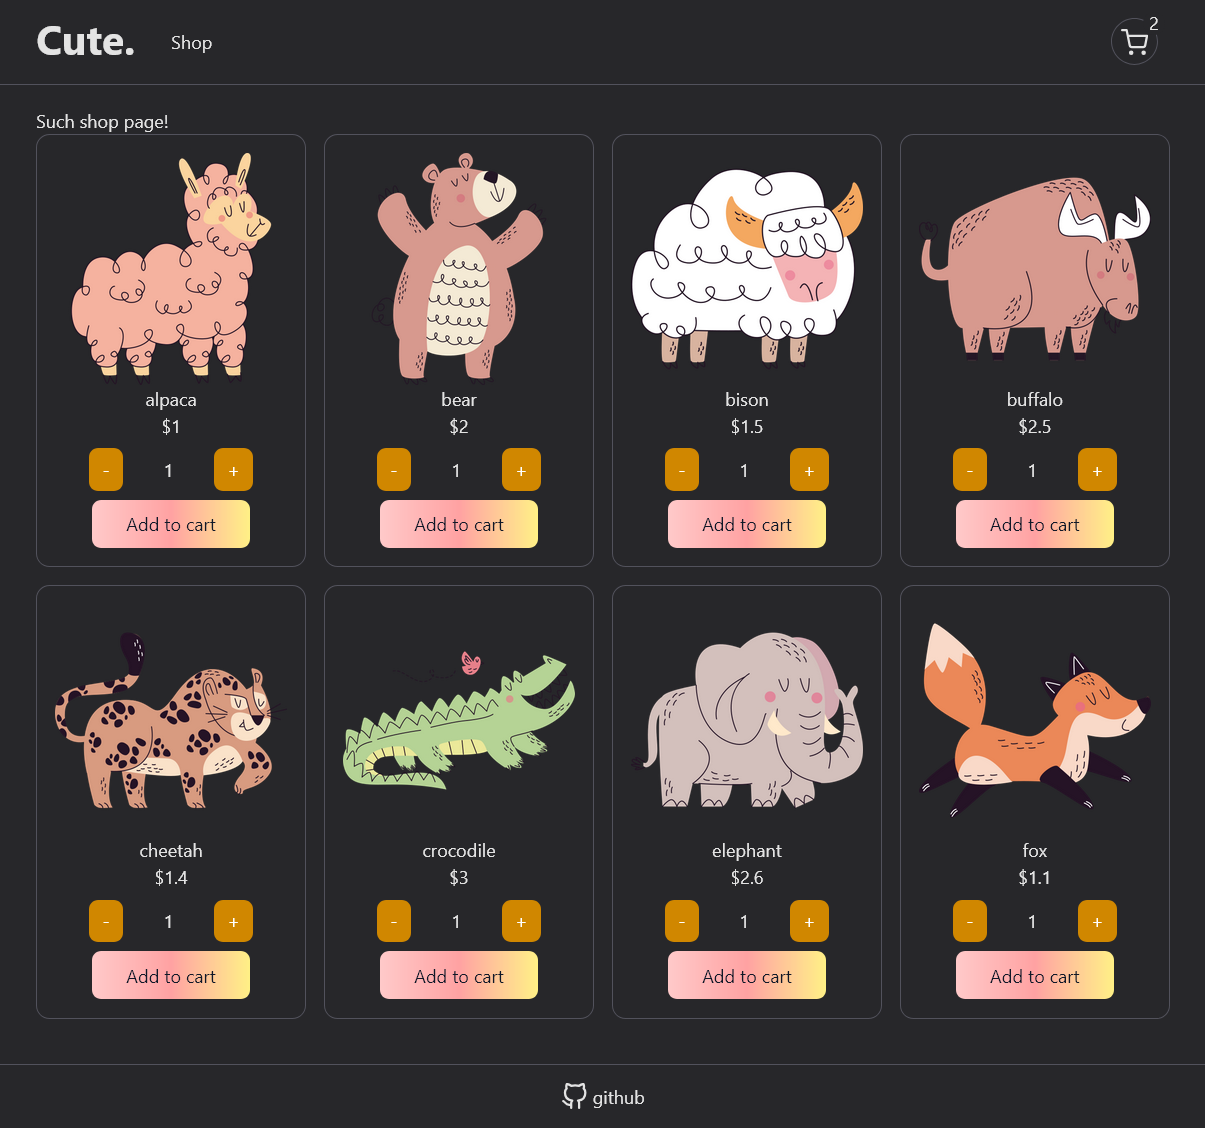 Cute. Shop 2
Such shop page!
alpaca bear bison buffalo
$1 $2 $1.5 $2.5
- 1 + - 1 + - 1 + - 1 +
Add to cart Add to cart Add to cart Add to cart
cheetah crocodile elephant fox
$1.4 $3 $2.6 $1.1
- 1 + - 1 + - 1 + - 1 +
Add to cart Add to cart Add to cart Add to cart
github